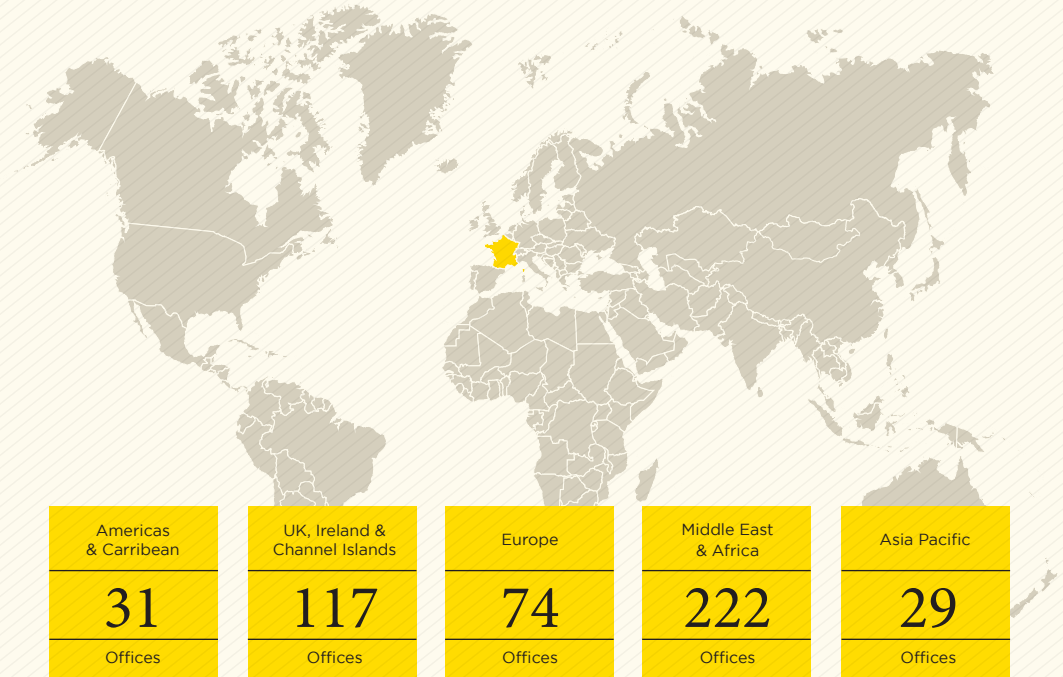 Americas
& Carribean
31
Offices
UK, Ireland &
Channel Islands
117
Offices
Europe
74
Offices
Middle East
& Africa
222
Offices
Asia Pacific
29
Offices